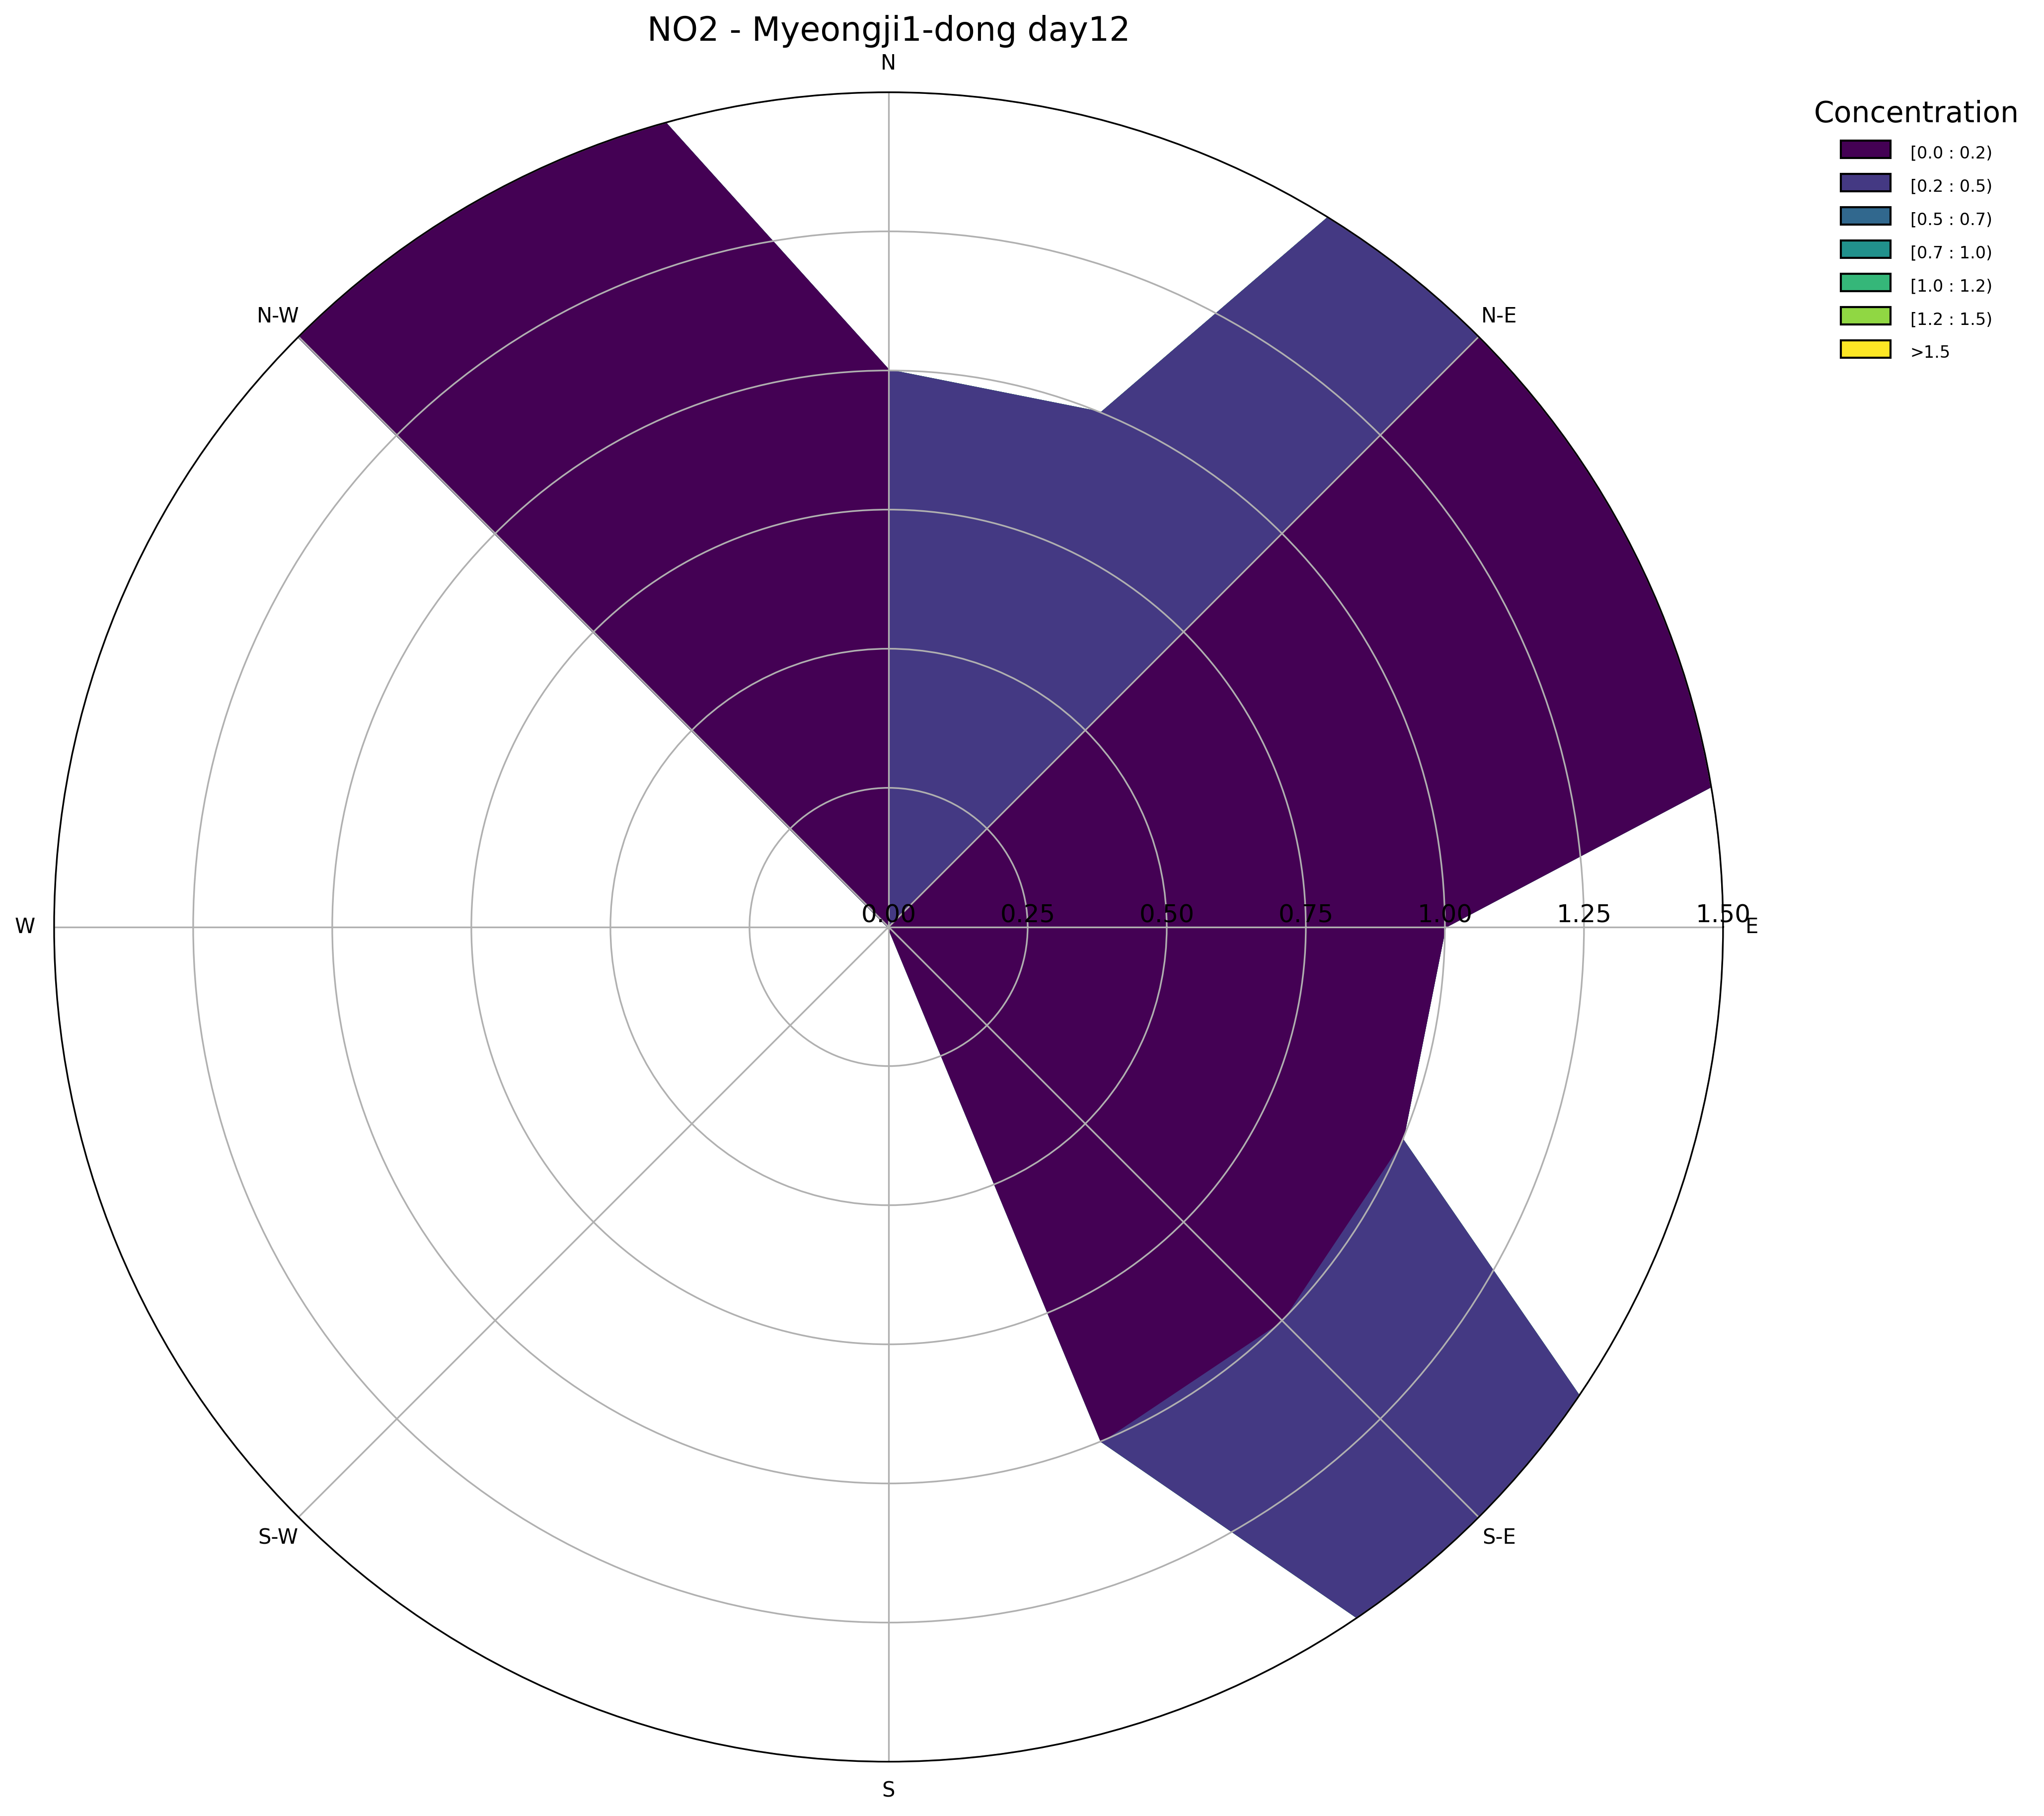 NO2 - Myeongji1-dong day12
N
Concentration
[0.0 : 0.2)
[0.2 : 0.5)
[0.5 : 0.7)
[0.7 : 1.0)
[1.0 : 1.2)
[1.2 : 1.5)
>1.5
N-W
N-E
W
0.00 0.25 0.50 0.75 1.00 1.25 1.50
E
S-W
S-E
S